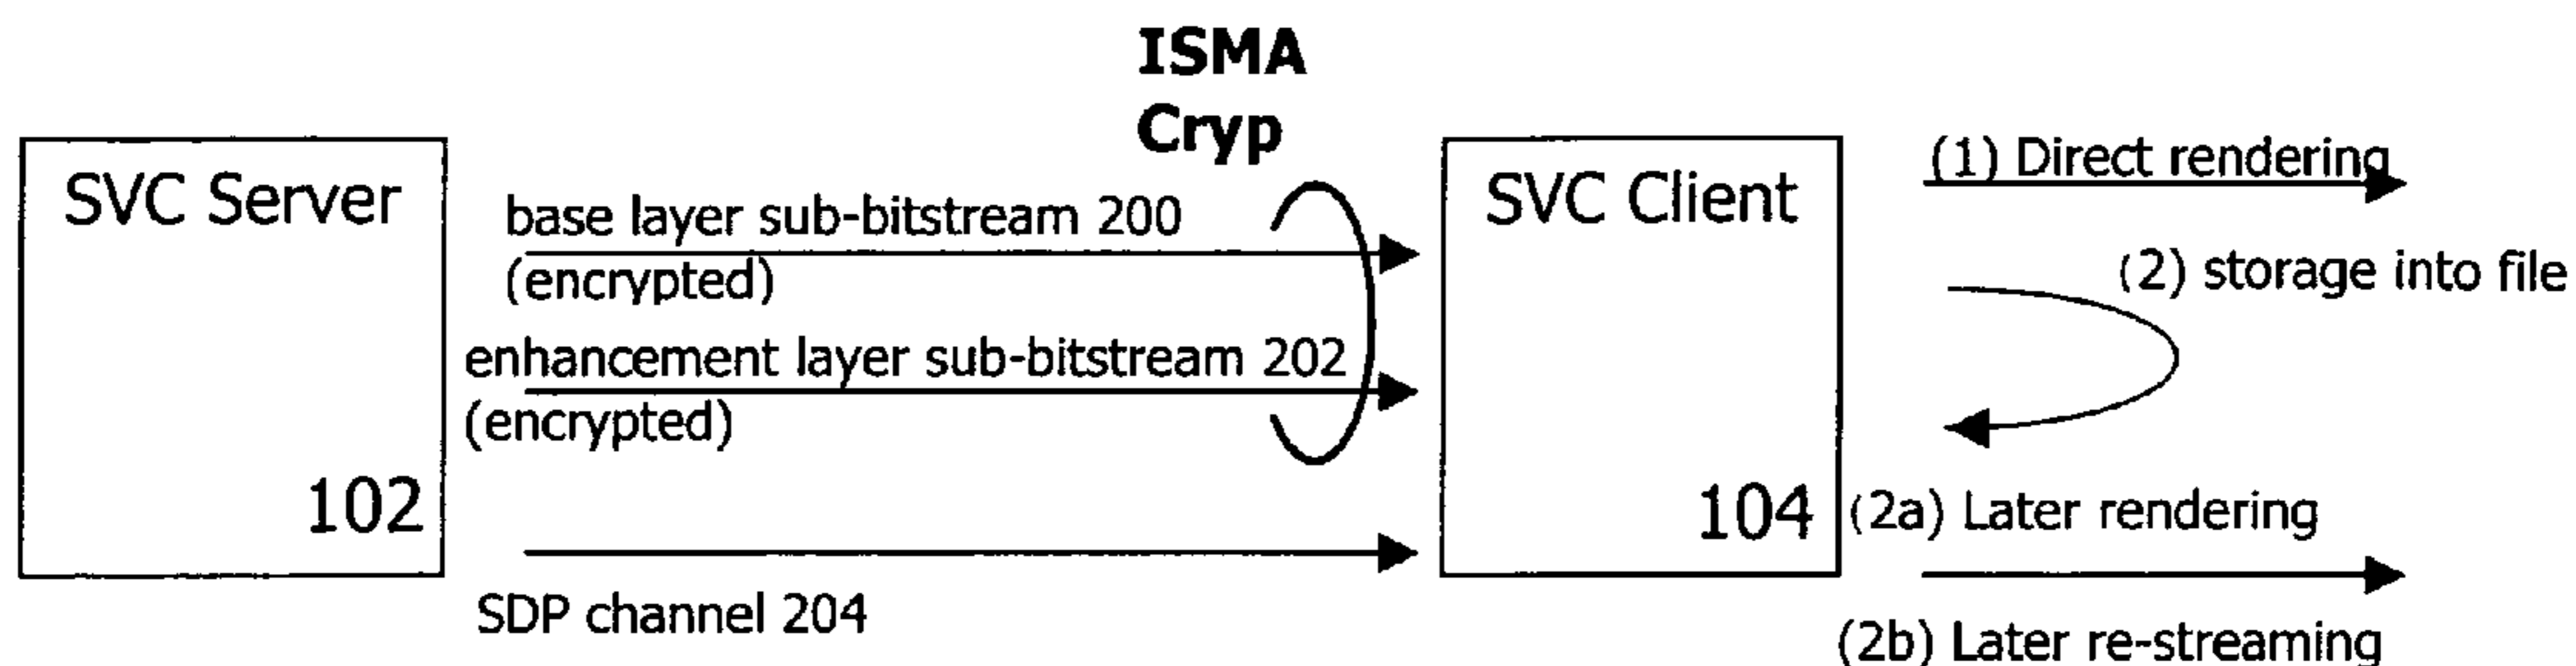 ISMA
Cryp
SVC Server
102
base layer sub-bitstream 200
(encrypted)
enhancement layer sub-bitstream 202
(encrypted)
SDP channel 204
SVC Client
104
(1) Direct rendering
(2) storage into file
(2a) Later rendering
(2b) Later re-streaming